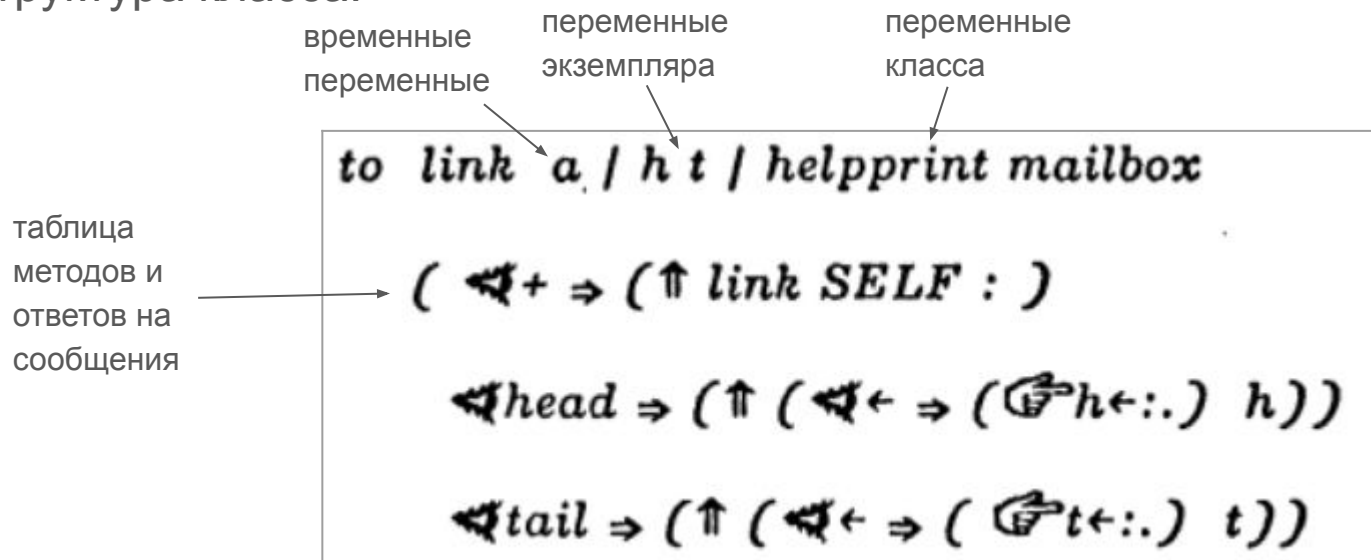 структура класса:
временные
переменные
переменные
экземпляра
переменные
класса
to link a / h t / helpprint mailbox
таблица
методов и
ответов на
сообщения
( 👁+ ⇒ (⇑ link SELF : )
👁head ⇒ (⇑ (👁← ⇒ (☞h←:.) h))
👁tail ⇒ (⇑ (👁← ⇒ ( ☞t←:.) t))